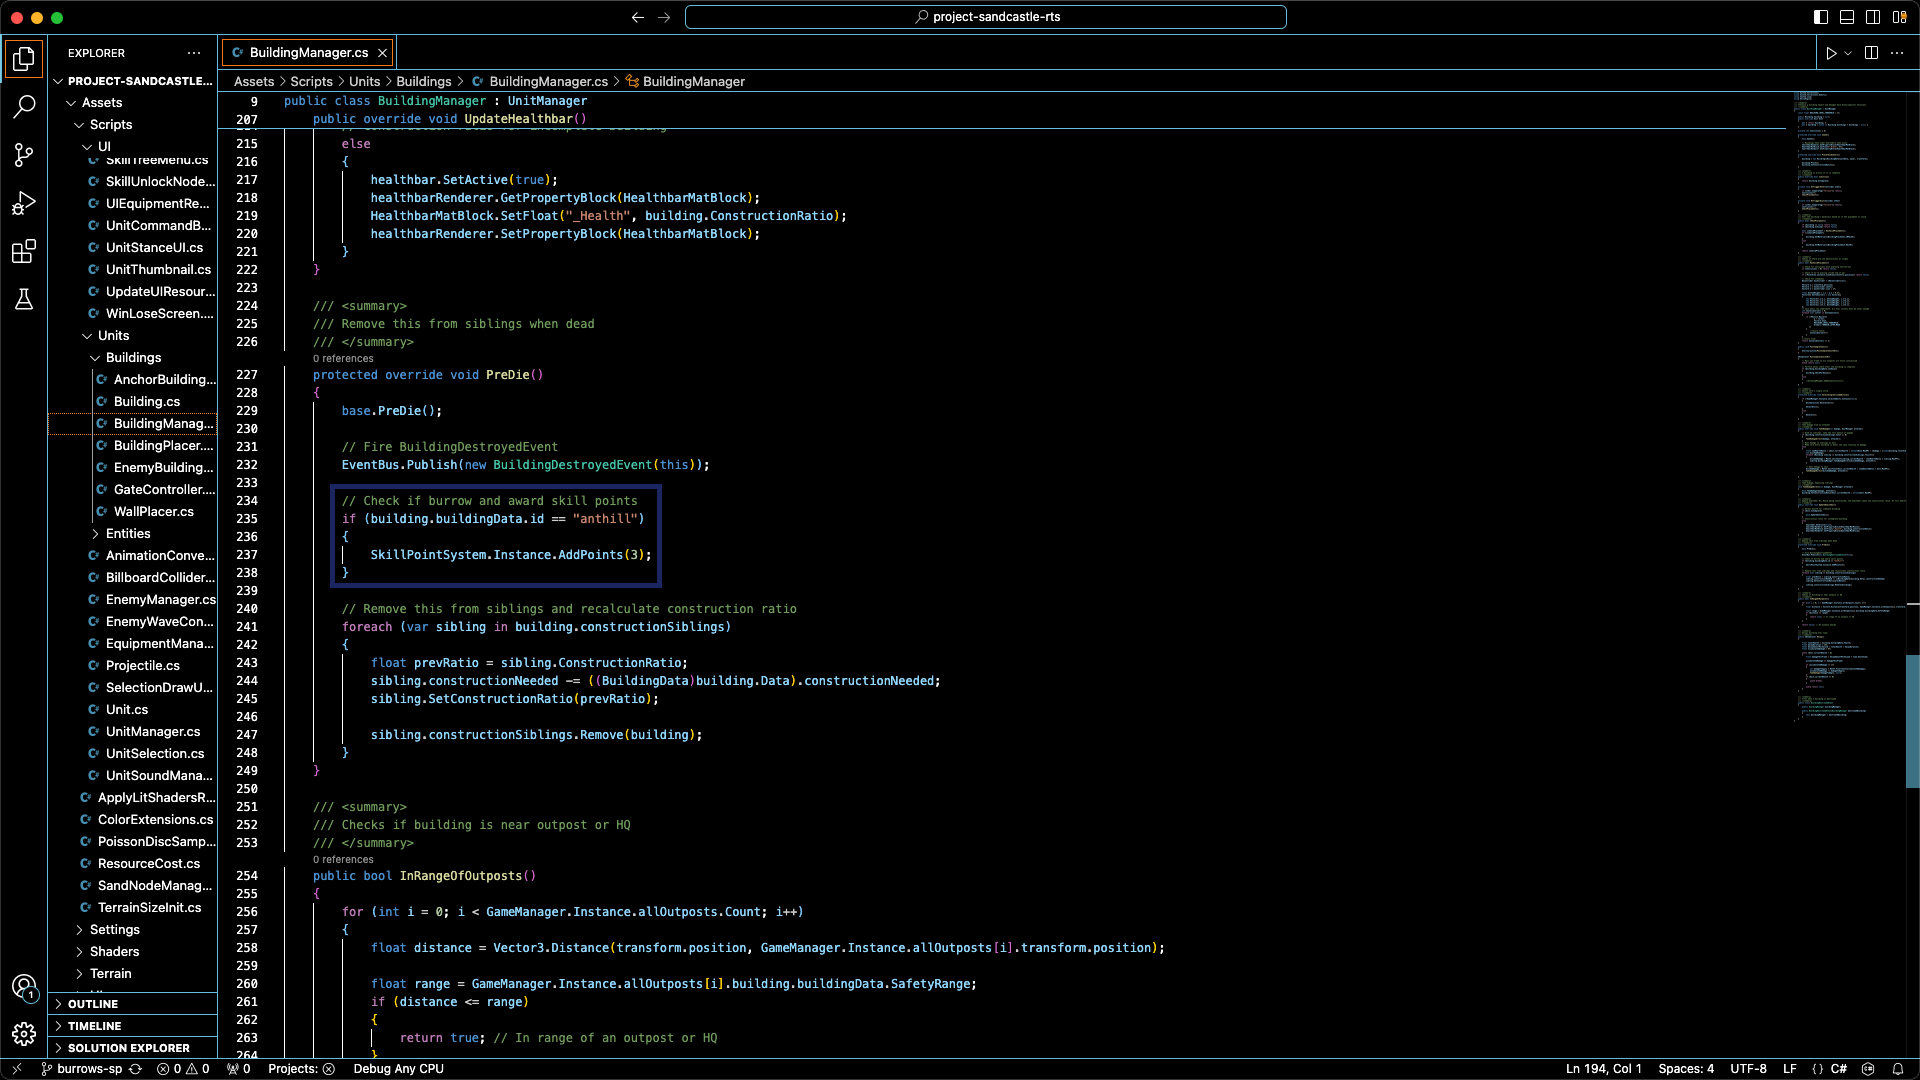 project-sandcastle-rts
EXPLORER
BuildingManager.cs
Assets > Scripts > Units > Buildings > BuildingManager.cs > BuildingManager
PROJECT-SANDCASTLE...
Assets
Scripts
UI
SkillTreeMenu.cs
SkillUnlockNode...
UIEquipmentRe...
UnitCommandB...
UnitStanceUI.cs
UnitThumbnail.cs
UpdateUIResour...
WinLoseScreen....
Units
Buildings
AnchorBuilding...
Building.cs
BuildingManag...
BuildingPlacer....
EnemyBuilding...
GateController....
WallPlacer.cs
Entities
AnimationConve...
BillboardCollider...
EnemyManager.cs
EnemyWaveCon...
EquipmentMana...
Projectile.cs
SelectionDrawU...
Unit.cs
UnitManager.cs
UnitSelection.cs
UnitSoundMana...
ApplyLitShadersR...
ColorExtensions.cs
PoissonDiscSamp...
ResourceCost.cs
SandNodeManag...
TerrainSizeInit.cs
Settings
Shaders
Terrain
OUTLINE
TIMELINE
SOLUTION EXPLORER
9 public class BuildingManager : UnitManager
207 public override void UpdateHealthbar()
215 else
216 {
217 healthbar.SetActive(true);
218 healthbarRenderer.GetPropertyBlock(HealthbarMatBlock);
219 HealthbarMatBlock.SetFloat("_Health", building.ConstructionRatio);
220 healthbarRenderer.SetPropertyBlock(HealthbarMatBlock);
221 }
222 }
223
224 /// <summary>
225 /// Remove this from siblings when dead
226 /// </summary>
0 references
227 protected override void PreDie()
228 {
229 base.PreDie();
230
231 // Fire BuildingDestroyedEvent
232 EventBus.Publish(new BuildingDestroyedEvent(this));
233
234 // Check if burrow and award skill points
235 if (building.buildingData.id == "anthill")
236 {
237 SkillPointSystem.Instance.AddPoints(3);
238 }
239
240 // Remove this from siblings and recalculate construction ratio
241 foreach (var sibling in building.constructionSiblings)
242 {
243 float prevRatio = sibling.ConstructionRatio;
244 sibling.constructionNeeded -= ((BuildingData)building.Data).constructionNeeded;
245 sibling.SetConstructionRatio(prevRatio);
246
247 sibling.constructionSiblings.Remove(building);
248 }
249 }
250
251 /// <summary>
252 /// Checks if building is near outpost or HQ
253 /// </summary>
0 references
254 public bool InRangeOfOutposts()
255 {
256 for (int i = 0; i < GameManager.Instance.allOutposts.Count; i++)
257 {
258 float distance = Vector3.Distance(transform.position, GameManager.Instance.allOutposts[i].transform.position);
259
260 float range = GameManager.Instance.allOutposts[i].building.buildingData.SafetyRange;
261 if (distance <= range)
262 {
263 return true; // In range of an outpost or HQ
264 }
1
burrows-sp 0 0 0 Projects: Debug Any CPU Ln 194, Col 1 Spaces: 4 UTF-8 LF {} C#